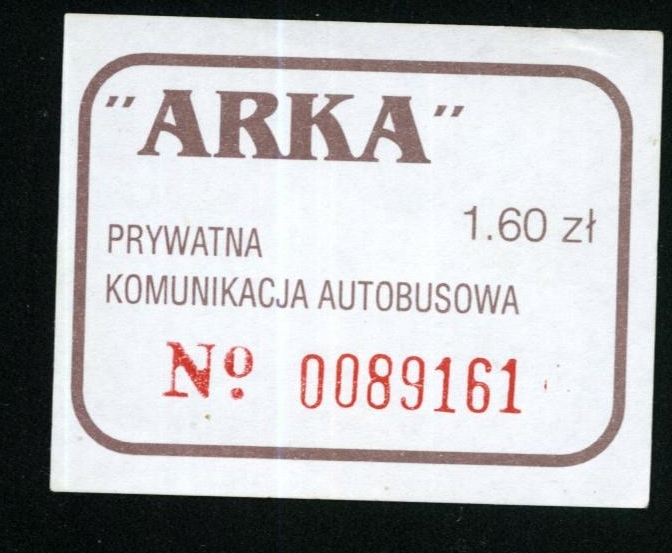 "ARKA"
1.60 zł
PRYWATNA
KOMUNIKACJA AUTOBUSOWA
Nº 0089161